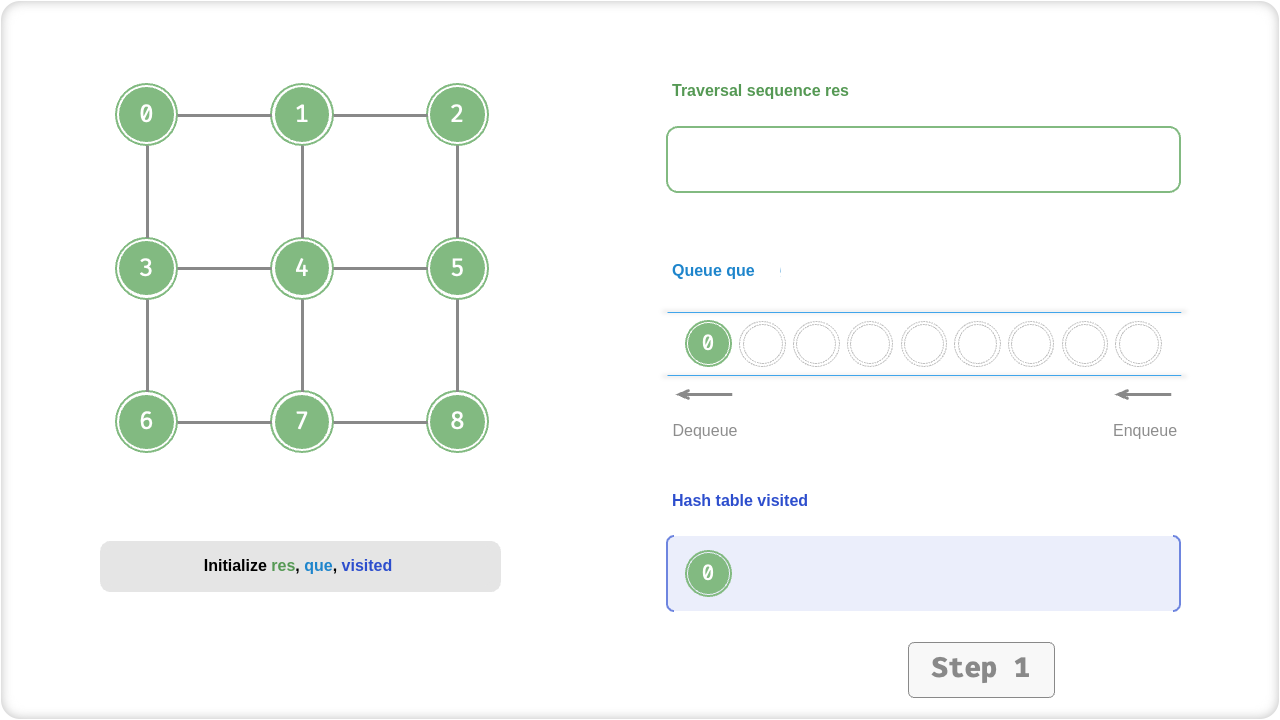 0 1 2
3 4 5
6 7 8
Initialize res, que, visited
Traversal sequence res
Queue que
0
Dequeue
Enqueue
Hash table visited
0
Step 1